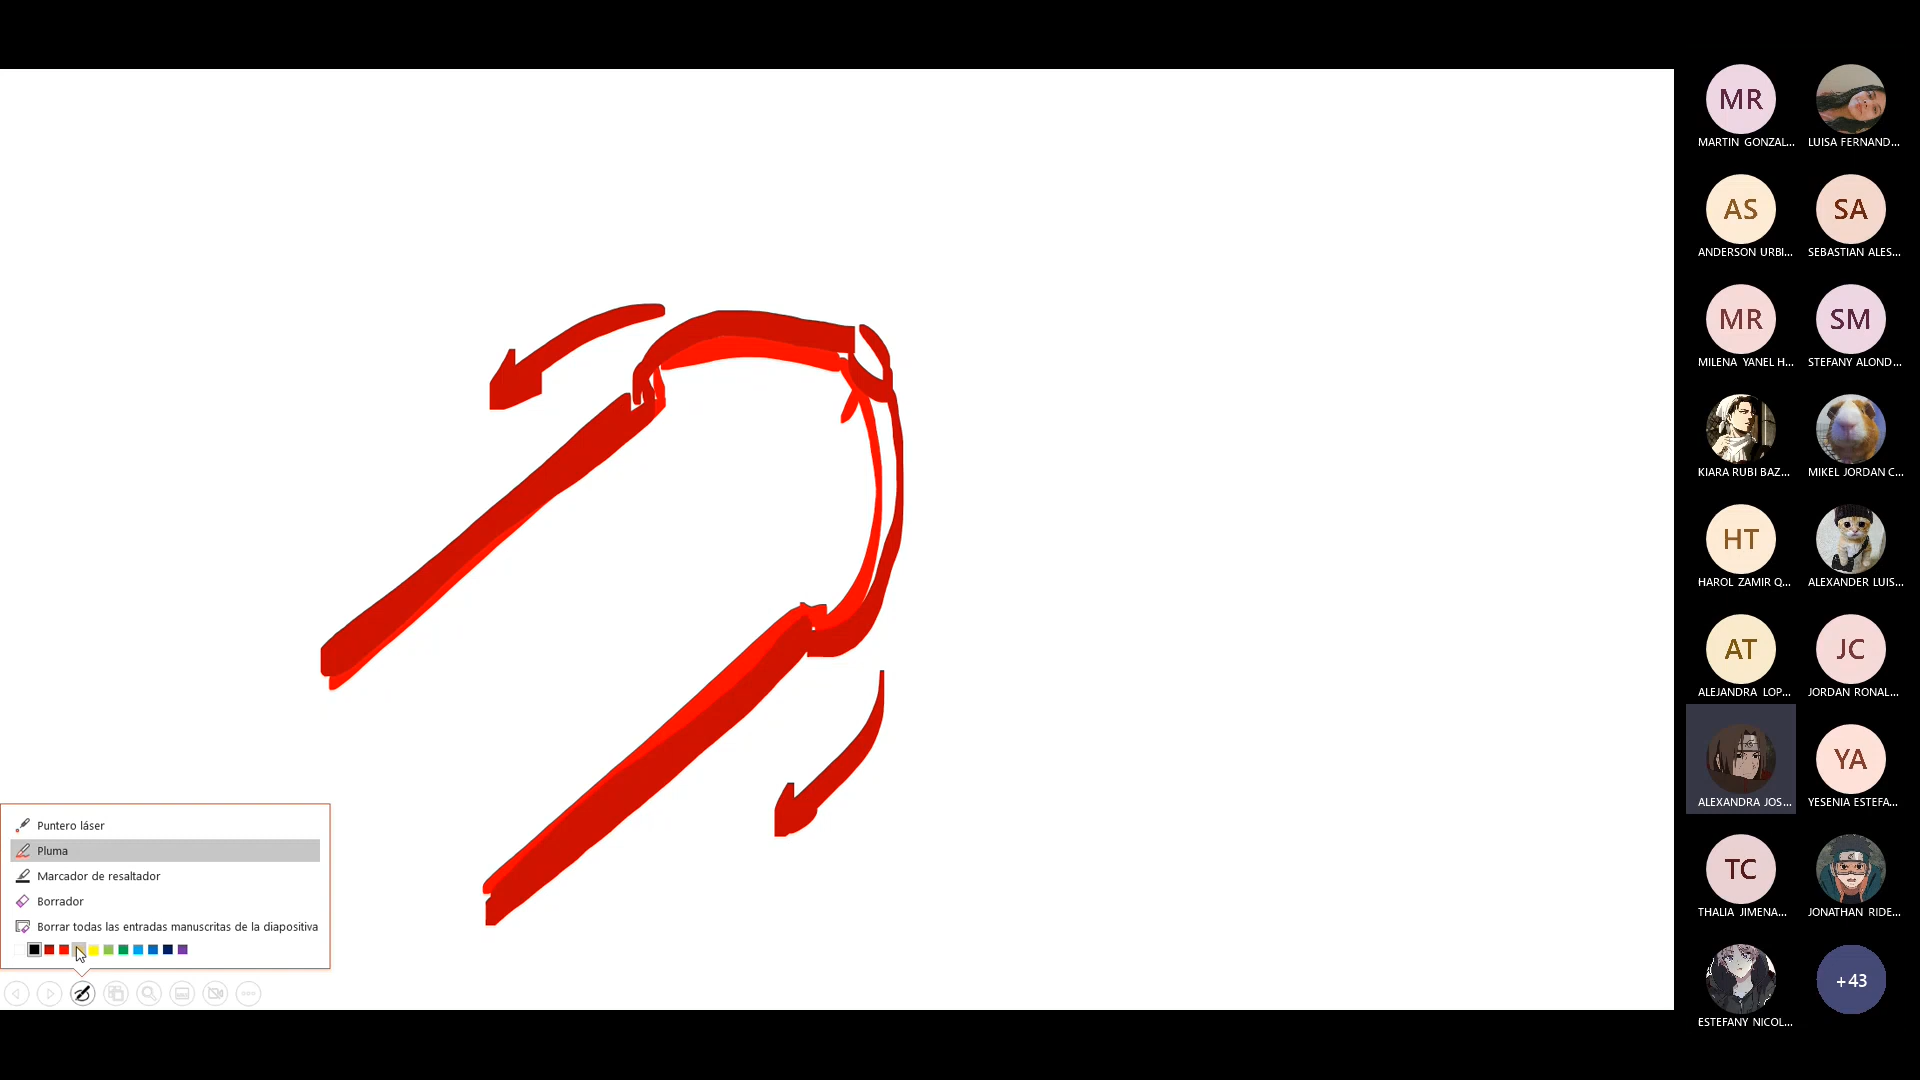 MR
MARTIN GONZAL...
LUISA FERNAND...
AS
SA
ANDERSON URBI...
SEBASTIAN ALES...
MR
SM
MILENA YANEL H...
STEFANY ALOND...
KIARA RUBI BAZ...
MIKEL JORDAN C...
HT
HAROL ZAMIR Q...
ALEXANDER LUIS...
AT
JC
ALEJANDRA LOP...
JORDAN RONAL...
YA
ALEXANDRA JOS...
YESENIA ESTEFA...
TC
THALIA JIMENA...
JONATHAN RIDE...
+43
ESTEFANY NICOL...
Puntero láser
Pluma
Marcador de resaltador
Borrador
Borrar todas las entradas manuscritas de la diapositiva